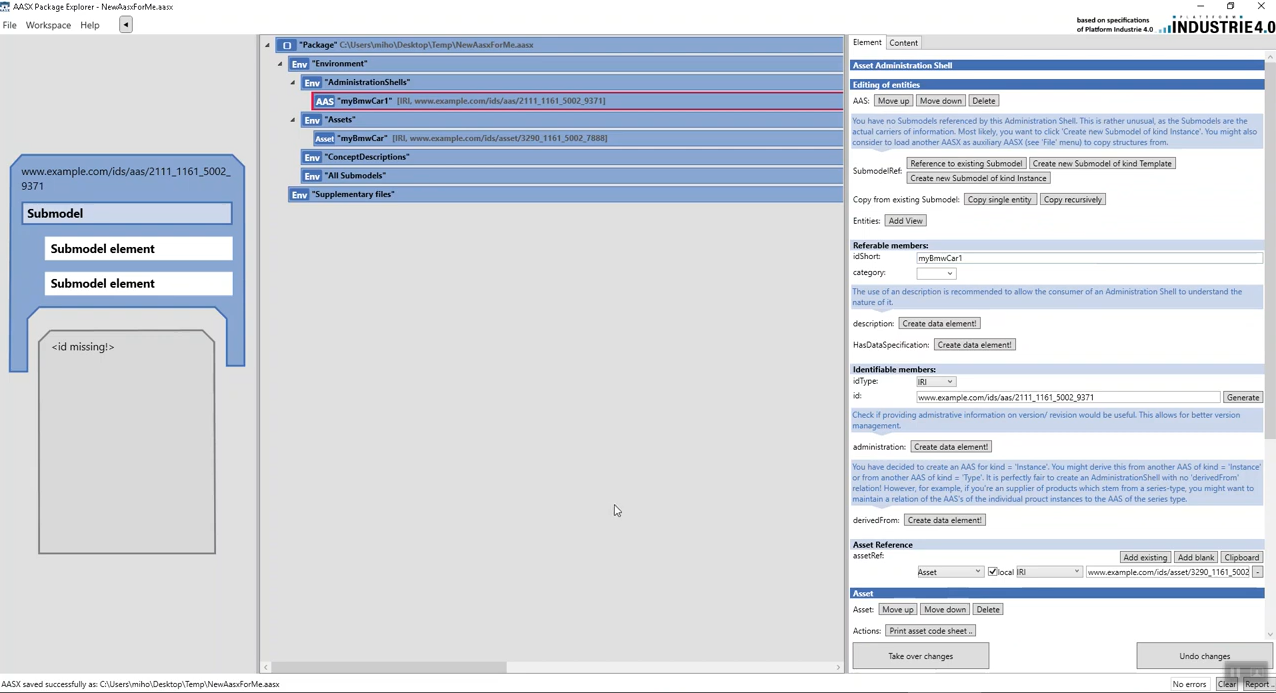 AASX Package Explorer - NewAasxForMe.aasx
File Workspace Help
based on specifications
of Platform Industrie 4.0
PLATTFORM
INDUSTRIE4.0
www.example.com/ids/aas/2111_1161_5002_
9371
Submodel
Submodel element
Submodel element
<id missing!>
"Package" C:\Users\miho\Desktop\Temp\NewAasxForMe.aasx
Env "Environment"
Env "AdministrationShells"
AAS "myBmwCar1" [IRI, www.example.com/ids/aas/2111_1161_5002_9371]
Env "Assets"
Asset "myBmwCar" [IRI, www.example.com/ids/asset/3290_1161_5002_7888]
Env "ConceptDescriptions"
Env "All Submodels"
Env "Supplementary files"
Element Content
Asset Administration Shell
Editing of entities
AAS: Move up Move down Delete
You have no Submodels referenced by this Administration Shell. This is rather unusual, as the Submodels are the
actual carriers of information. Most likely, you want to click 'Create new Submodel of kind Instance'. You might also
consider to load another AASX as auxiliary AASX (see 'File' menu) to copy structures from.
SubmodelRef: Reference to existing Submodel Create new Submodel of kind Template
Create new Submodel of kind Instance
Copy from existing Submodel: Copy single entity Copy recursively
Entities: Add View
Referable members:
idShort: myBmwCar1
category:
The use of an description is recommended to allow the consumer of an Administration Shell to understand the
nature of it.
description: Create data element!
HasDataSpecification: Create data element!
Identifiable members:
idType: IRI
id: www.example.com/ids/aas/2111_1161_5002_9371 Generate
Check if providing admistrative information on version/ revision would be useful. This allows for better version
management.
administration: Create data element!
You have decided to create an AAS for kind = 'Instance'. You might derive this from another AAS of kind = 'Instance'
or from another AAS of kind = 'Type'. It is perfectly fair to create an AdministrationShell with no 'derivedFrom'
relation! However, for example, if you're an supplier of products which stem from a series-type, you might want to
maintain a relation of the AAS's of the individual prouct instances to the AAS of the series type.
derivedFrom: Create data element!
Asset Reference
assetRef: Add existing Add blank Clipboard
Asset local IRI www.example.com/ids/asset/3290_1161_5002 -
Asset
Asset: Move up Move down Delete
Actions: Print asset code sheet ..
Take over changes Undo changes
AASX saved successfully as: C:\Users\miho\Desktop\Temp\NewAasxForMe.aasx
No errors Clear Report ..